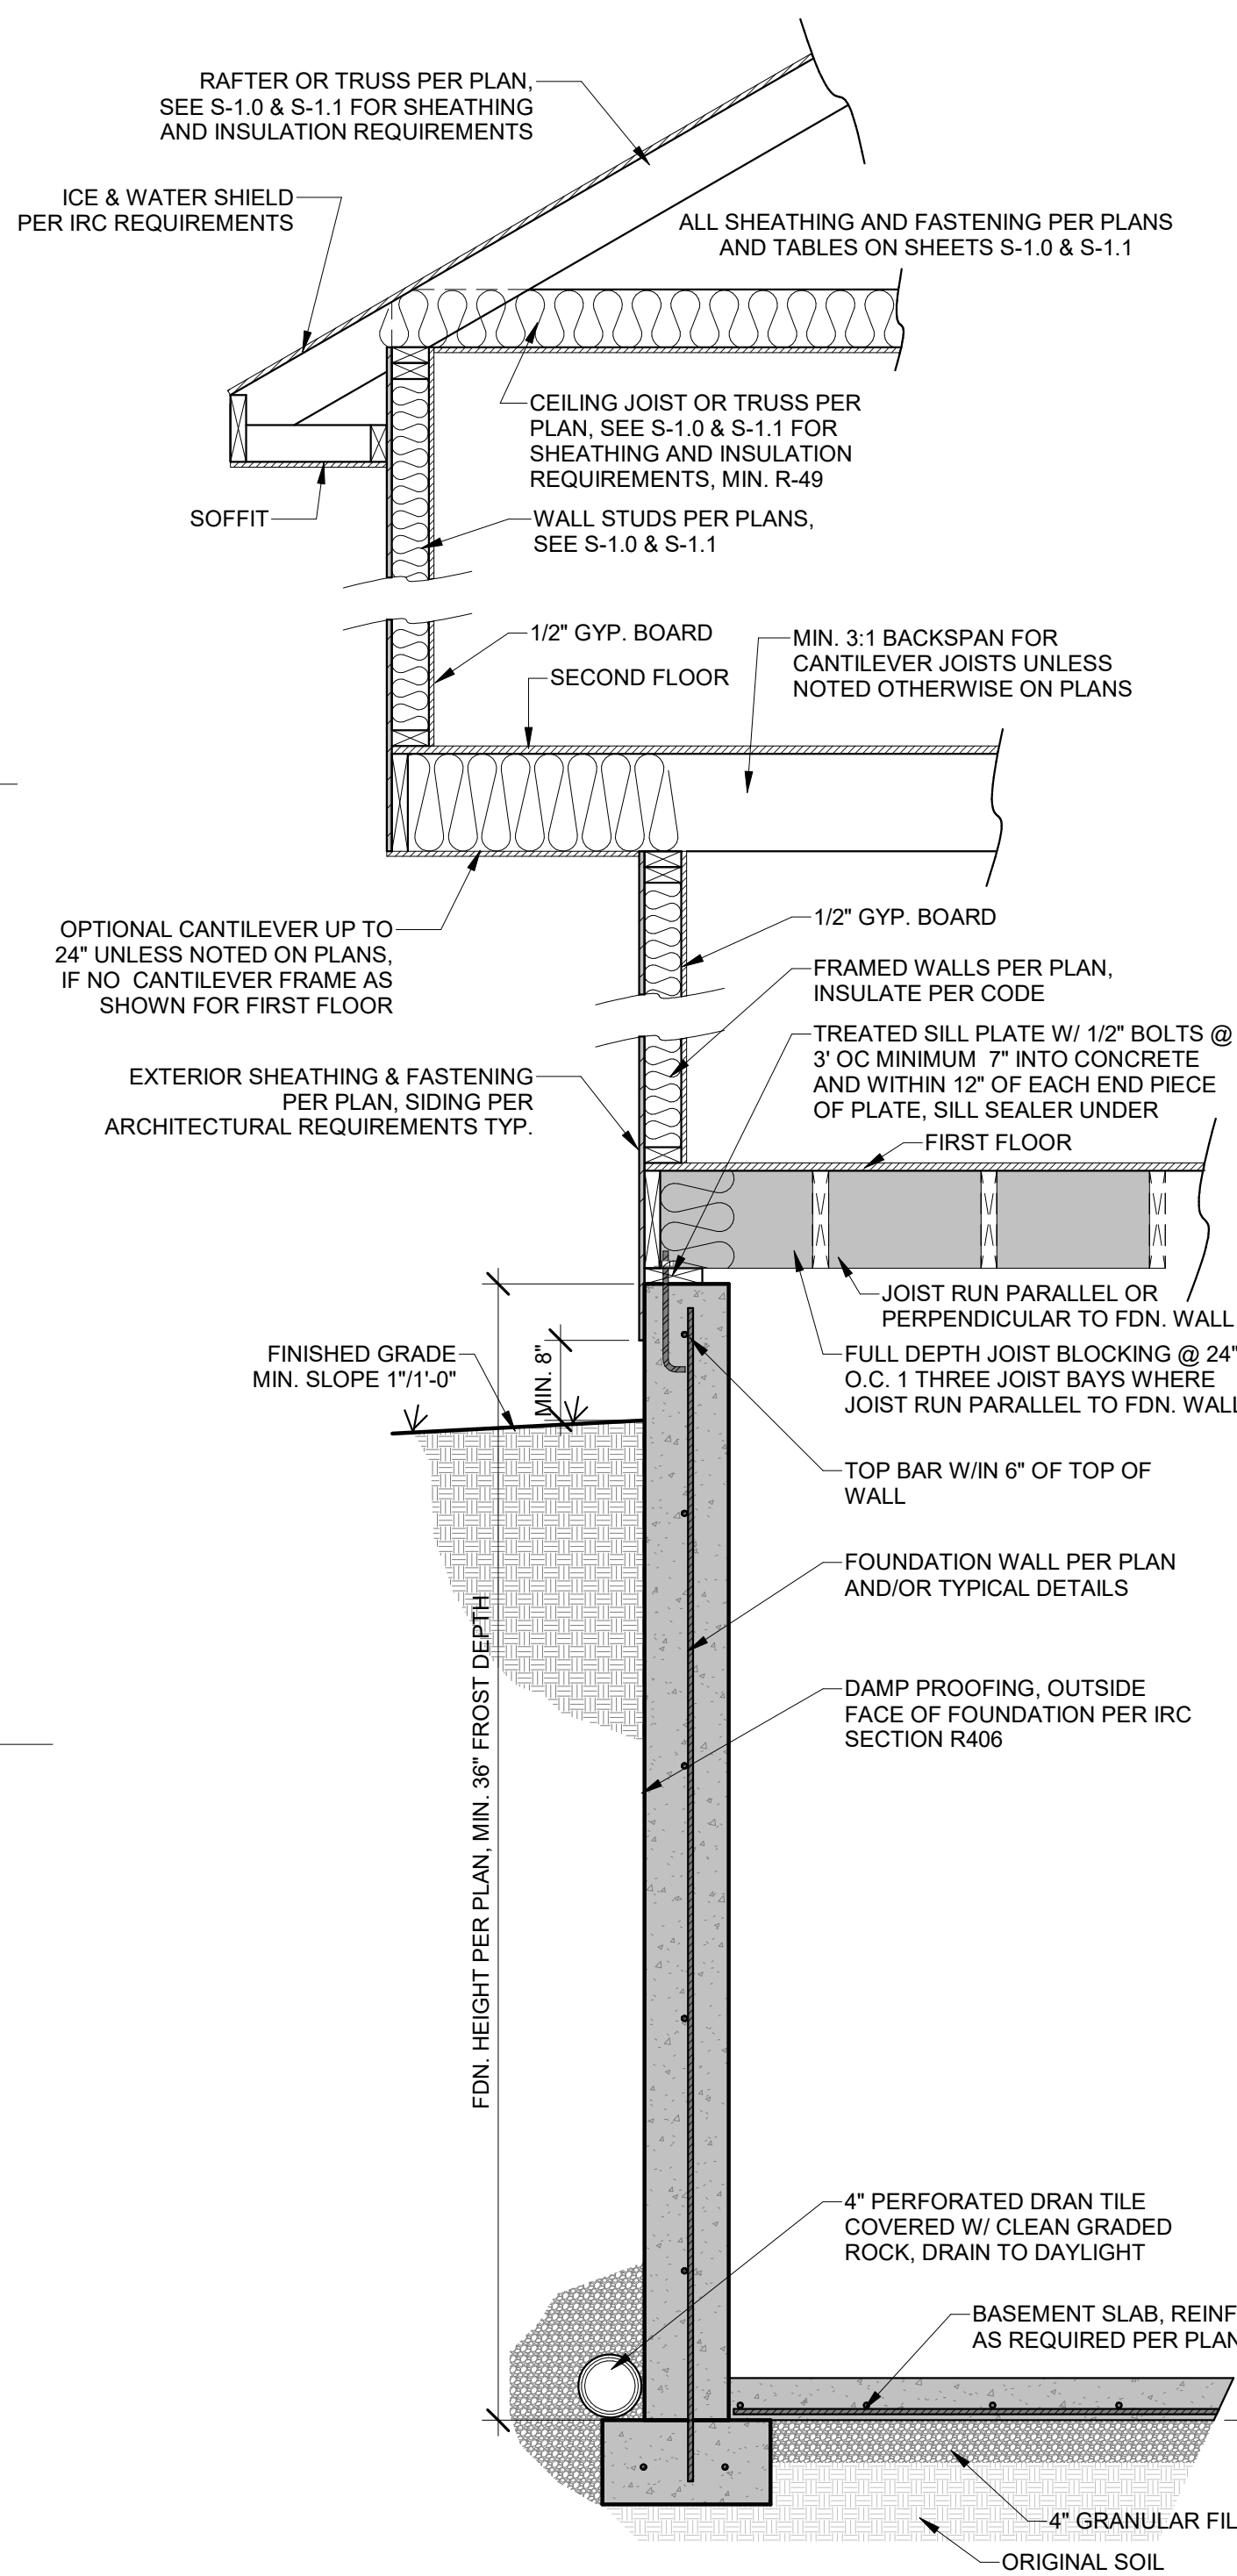 RAFTER OR TRUSS PER PLAN,
SEE S-1.0 & S-1.1 FOR SHEATHING
AND INSULATION REQUIREMENTS
ICE & WATER SHIELD
PER IRC REQUIREMENTS
ALL SHEATHING AND FASTENING PER PLANS
AND TABLES ON SHEETS S-1.0 & S-1.1
CEILING JOIST OR TRUSS PER
PLAN, SEE S-1.0 & S-1.1 FOR
SHEATHING AND INSULATION
REQUIREMENTS, MIN. R-49
SOFFIT
WALL STUDS PER PLANS,
SEE S-1.0 & S-1.1
1/2" GYP. BOARD
SECOND FLOOR
MIN. 3:1 BACKSPAN FOR
CANTILEVER JOISTS UNLESS
NOTED OTHERWISE ON PLANS
OPTIONAL CANTILEVER UP TO
24" UNLESS NOTED ON PLANS,
IF NO CANTILEVER FRAME AS
SHOWN FOR FIRST FLOOR
1/2" GYP. BOARD
FRAMED WALLS PER PLAN,
INSULATE PER CODE
TREATED SILL PLATE W/ 1/2" BOLTS @
3' OC MINIMUM 7" INTO CONCRETE
AND WITHIN 12" OF EACH END PIECE
OF PLATE, SILL SEALER UNDER
EXTERIOR SHEATHING & FASTENING
PER PLAN, SIDING PER
ARCHITECTURAL REQUIREMENTS TYP.
FIRST FLOOR
JOIST RUN PARALLEL OR
PERPENDICULAR TO FDN. WALL
FINISHED GRADE
MIN. SLOPE 1"/1'-0"
MIN. 8"
FULL DEPTH JOIST BLOCKING @ 24"
O.C. 1 THREE JOIST BAYS WHERE
JOIST RUN PARALLEL TO FDN. WALL
TOP BAR W/IN 6" OF TOP OF
WALL
FOUNDATION WALL PER PLAN
AND/OR TYPICAL DETAILS
DAMP PROOFING, OUTSIDE
FACE OF FOUNDATION PER IRC
SECTION R406
FDN. HEIGHT PER PLAN, MIN. 36" FROST DEPTH
4" PERFORATED DRAN TILE
COVERED W/ CLEAN GRADED
ROCK, DRAIN TO DAYLIGHT
BASEMENT SLAB, REINF
AS REQUIRED PER PLAN
4" GRANULAR FIL
ORIGINAL SOIL